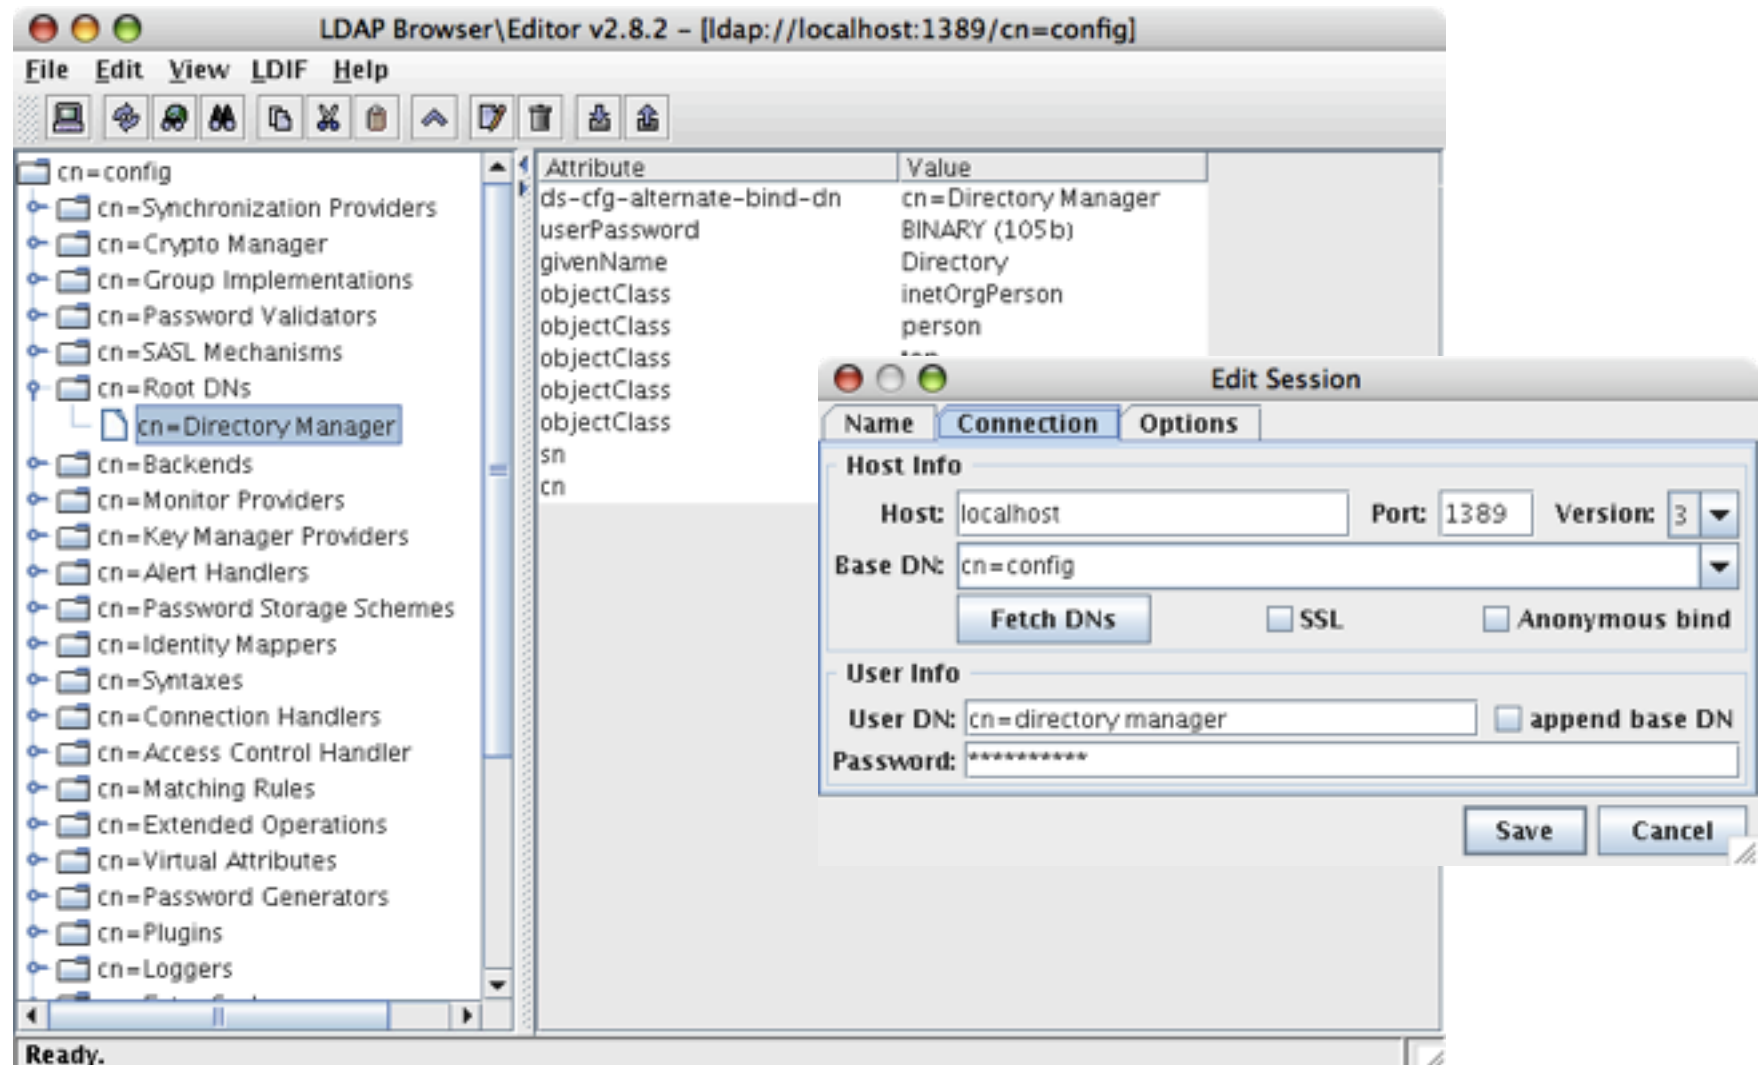 LDAP Browser\Editor v2.8.2 – [ldap://localhost:1389/cn=config]
File Edit View LDIF Help
cn=config
cn=Synchronization Providers
cn=Crypto Manager
cn=Group Implementations
cn=Password Validators
cn=SASL Mechanisms
cn=Root DNs
cn=Directory Manager
cn=Backends
cn=Monitor Providers
cn=Key Manager Providers
cn=Alert Handlers
cn=Password Storage Schemes
cn=Identity Mappers
cn=Syntaxes
cn=Connection Handlers
cn=Access Control Handler
cn=Matching Rules
cn=Extended Operations
cn=Virtual Attributes
cn=Password Generators
cn=Plugins
cn=Loggers
Attribute Value
ds-cfg-alternate-bind-dn cn=Directory Manager
userPassword BINARY (105b)
givenName Directory
objectClass inetOrgPerson
objectClass person
objectClass
objectClass
objectClass
sn
cn
Edit Session
Name Connection Options
Host Info
Host: localhost Port: 1389 Version: 3
Base DN: cn=config
Fetch DNs SSL Anonymous bind
User Info
User DN: cn=directory manager append base DN
Password: **********
Save Cancel
Ready.